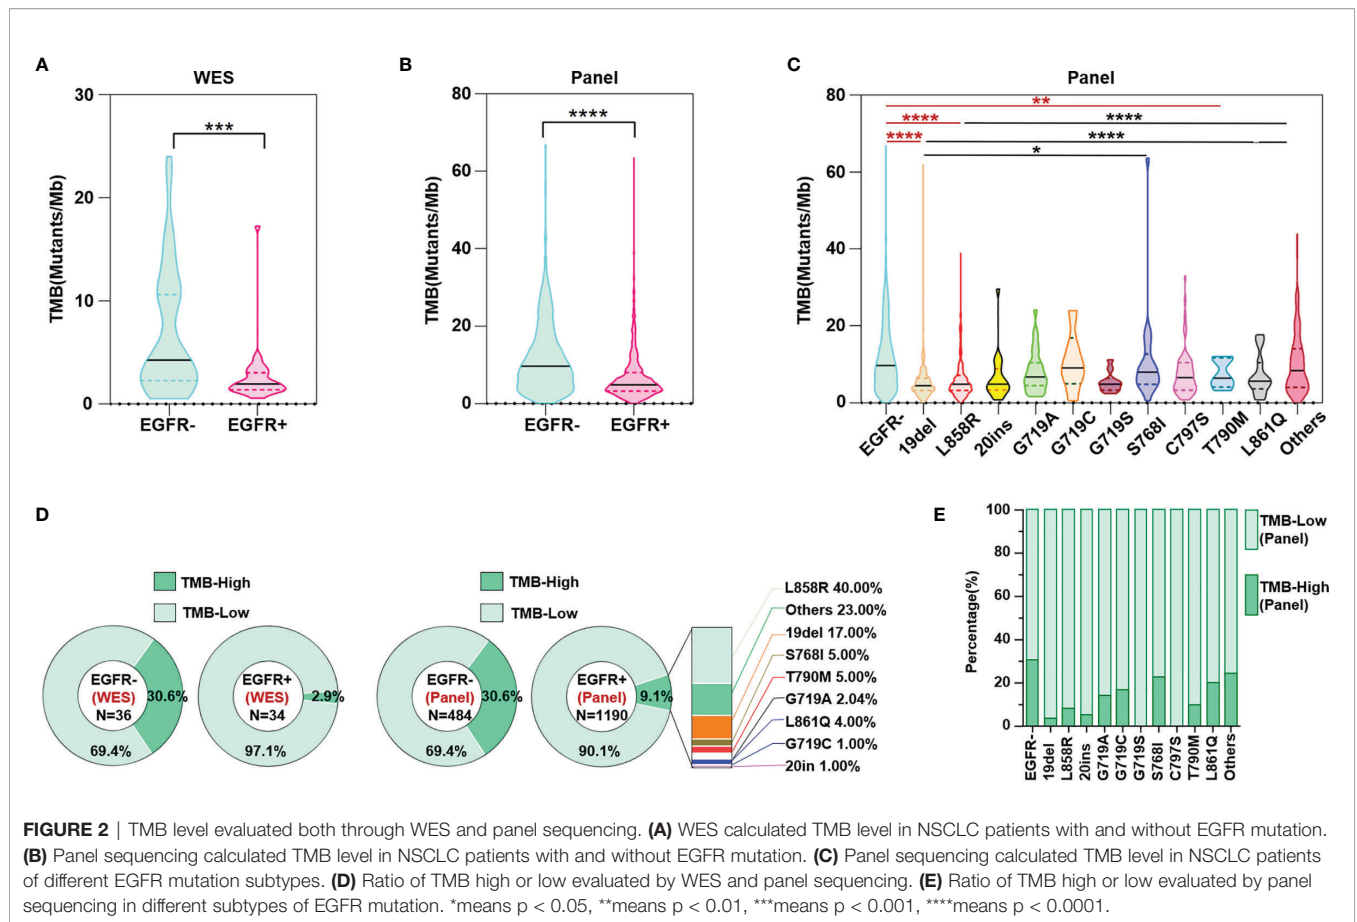 A
WES
TMB(Mutants/Mb)
30
20
10
0
***
EGFR-
EGFR+
B
Panel
TMB(Mutants/Mb)
80
60
40
20
0
****
EGFR-
EGFR+
C
Panel
TMB(Mutants/Mb)
80
60
40
20
0
**
****
****
****
****
*
EGFR-
19del
L858R
20ins
G719A
G719C
G719S
S768I
C797S
T790M
L861Q
Others
D
TMB-High
TMB-Low
EGFR-
(WES)
N=36
30.6%
69.4%
EGFR+
(WES)
N=34
2.9%
97.1%
TMB-High
TMB-Low
EGFR-
(Panel)
N=484
30.6%
69.4%
EGFR+
(Panel)
N=1190
9.1%
90.1%
L858R 40.00%
Others 23.00%
19del 17.00%
S768I 5.00%
T790M 5.00%
G719A 2.04%
L861Q 4.00%
G719C 1.00%
20in 1.00%
E
Percentage(%)
100
80
60
40
20
0
EGFR-
19del
L858R
20ins
G719A
G719C
G719S
S768I
C797S
T790M
L861Q
Others
TMB-Low
(Panel)
TMB-High
(Panel)
FIGURE 2 | TMB level evaluated both through WES and panel sequencing. (A) WES calculated TMB level in NSCLC patients with and without EGFR mutation.
(B) Panel sequencing calculated TMB level in NSCLC patients with and without EGFR mutation. (C) Panel sequencing calculated TMB level in NSCLC patients
of different EGFR mutation subtypes. (D) Ratio of TMB high or low evaluated by WES and panel sequencing. (E) Ratio of TMB high or low evaluated by panel
sequencing in different subtypes of EGFR mutation. *means p < 0.05, **means p < 0.01, ***means p < 0.001, ****means p < 0.0001.